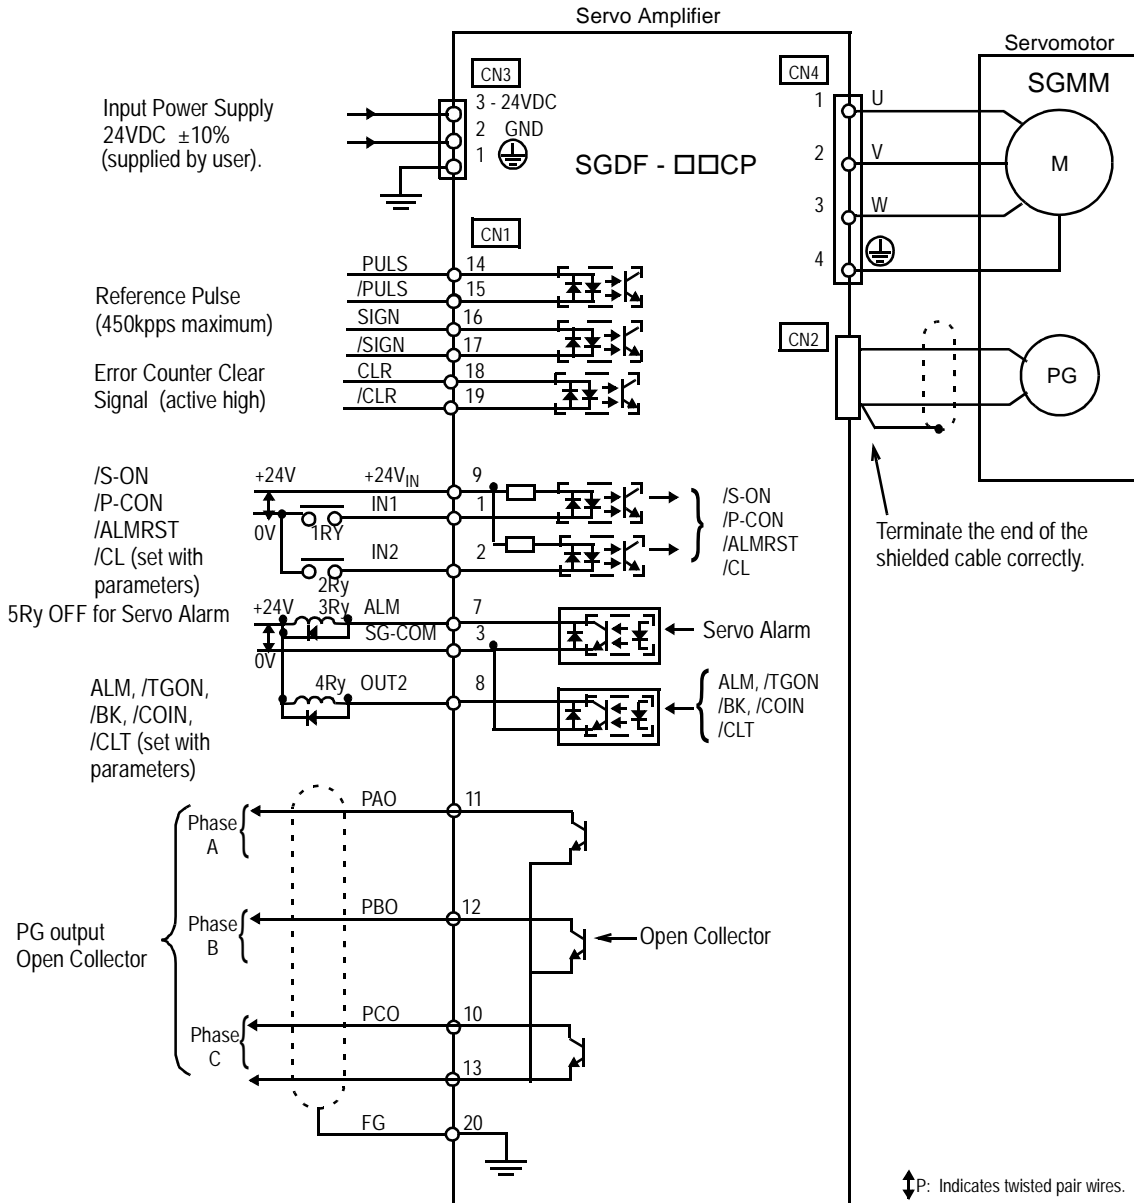 Servo Amplifier
Servomotor
SGMM
CN3
CN4
Input Power Supply
24VDC ±10%
(supplied by user).
3 - 24VDC
2 GND
1
SGDF - □□CP
1 U
2 V
3 W
4
M
CN1
PULS 14
/PULS 15
Reference Pulse
(450kpps maximum)
SIGN 16
/SIGN 17
Error Counter Clear
Signal (active high)
CLR 18
/CLR 19
CN2
PG
/S-ON
/P-CON
/ALMRST
/CL (set with
parameters)
+24V
0V
+24VIN 9
IN1 1
1RY
IN2 2
2Ry
/S-ON
/P-CON
/ALMRST
/CL
Terminate the end of the
shielded cable correctly.
5Ry OFF for Servo Alarm
+24V
0V
3Ry ALM 7
SG-COM 3
Servo Alarm
ALM, /TGON,
/BK, /COIN,
/CLT (set with
parameters)
4Ry OUT2 8
ALM, /TGON
/BK, /COIN
/CLT
PG output
Open Collector
Phase
A
PAO 11
Phase
B
PBO 12
Open Collector
Phase
C
PCO 10
13
FG 20
P: Indicates twisted pair wires.